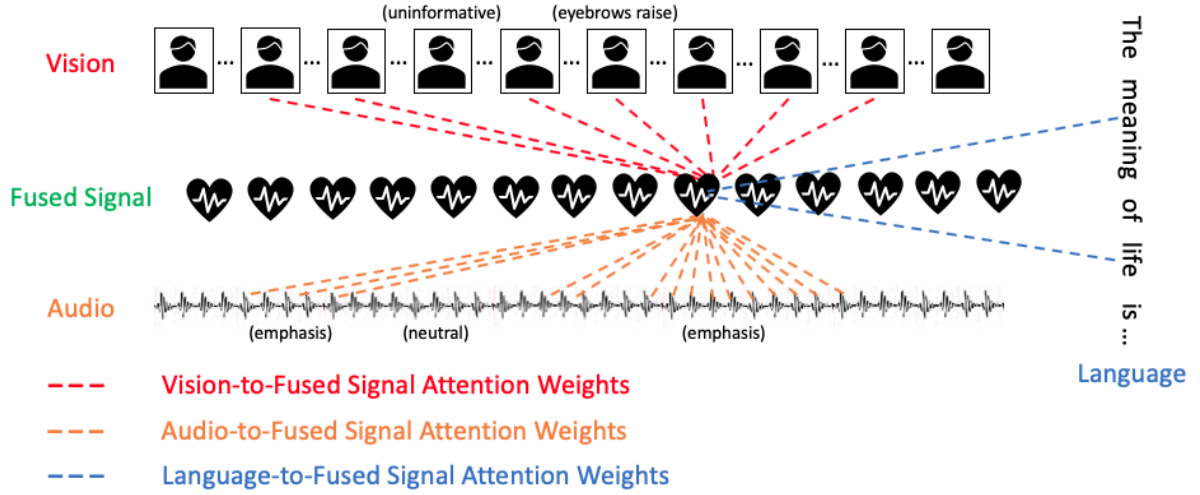 (uninformative) (eyebrows raise)
Vision ... ... ... ... ... ... ... ... ...
Fused Signal
Audio
(emphasis) (neutral) (emphasis)
The meaning of life is ...
Language
Vision-to-Fused Signal Attention Weights
Audio-to-Fused Signal Attention Weights
Language-to-Fused Signal Attention Weights